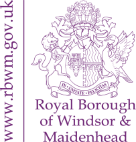 www.rbwm.gov.uk
Royal Borough
of Windsor &
Maidenhead